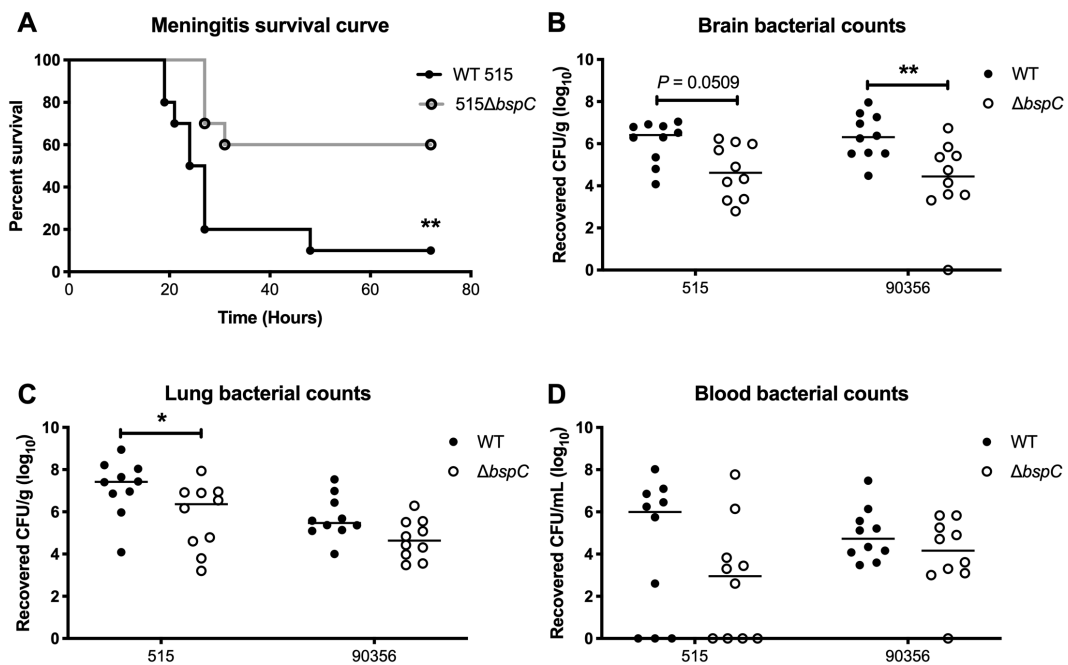 A
Meningitis survival curve
Percent survival
100
80
60
40
20
0
0 20 40 60 80
Time (Hours)
WT 515
515ΔbspC
**
B
Brain bacterial counts
Recovered CFU/g (log10)
10
8
6
4
2
0
P = 0.0509
**
WT
ΔbspC
515 90356
C
Lung bacterial counts
Recovered CFU/g (log10)
10
8
6
4
2
0
*
WT
ΔbspC
515 90356
D
Blood bacterial counts
Recovered CFU/mL (log10)
10
8
6
4
2
0
WT
ΔbspC
515 90356